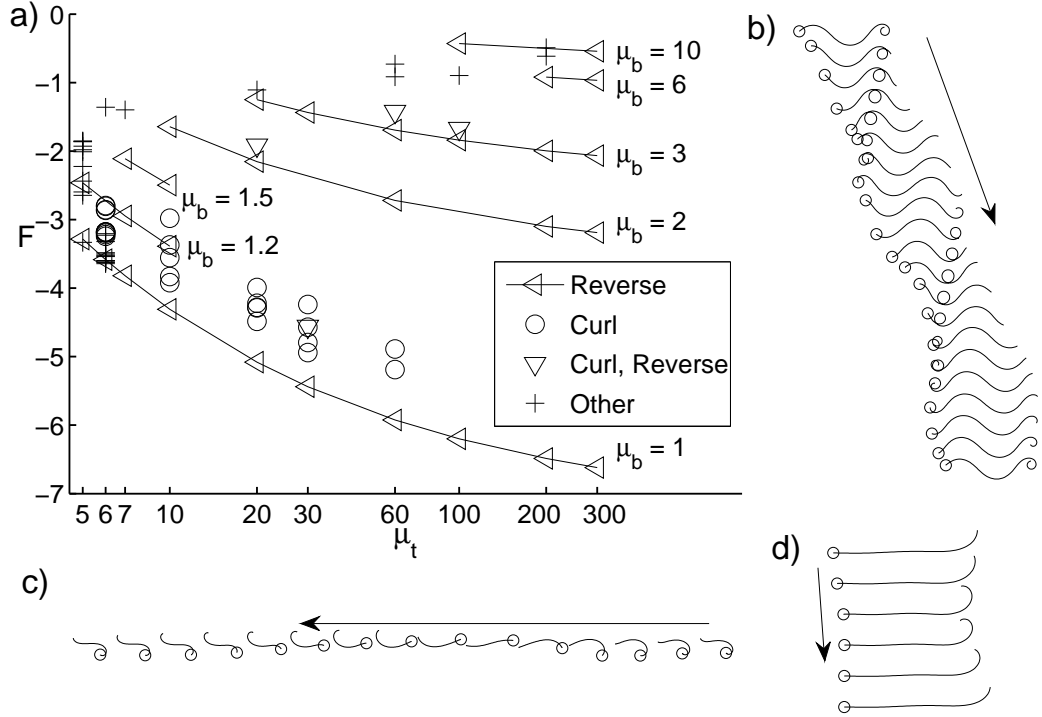 a)
0
−1
−2
−3
−4
−5
−6
−7
F
μb = 10
μb = 6
μb = 3
μb = 2
μb = 1.5
μb = 1.2
μb = 1
Reverse
Curl
Curl, Reverse
Other
5 6 7 10 20 30 60 100 200 300
μt
b)
c)
d)